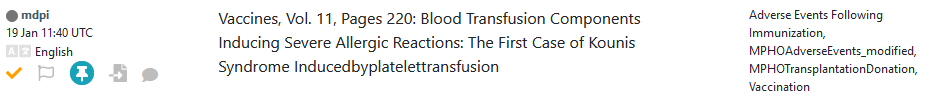 mdpi
19 Jan 11:40 UTC
English
Vaccines, Vol. 11, Pages 220: Blood Transfusion Components
Inducing Severe Allergic Reactions: The First Case of Kounis
Syndrome Inducedbyplatelettransfusion
Adverse Events Following
Immunization,
MPHOAdverseEvents_modified,
MPHOTransplantationDonation,
Vaccination